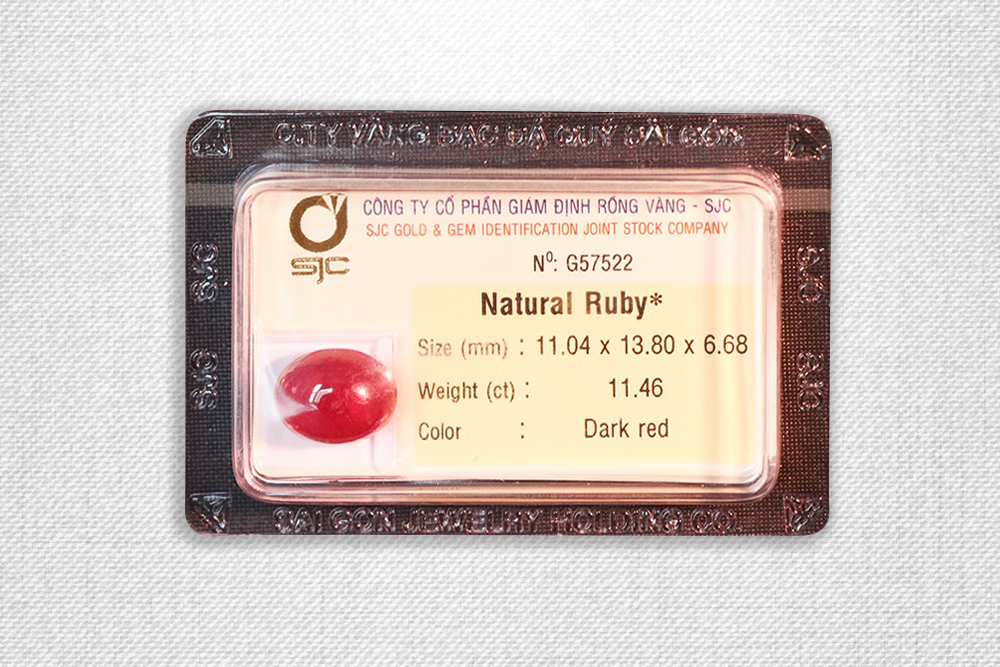 C.TY VÀNG BẠC ĐÁ QUÝ SÀI GÒN
SJC
CÔNG TY CỔ PHẦN GIÁM ĐỊNH RỒNG VÀNG - SJC
SJC GOLD & GEM IDENTIFICATION JOINT STOCK COMPANY
Nº: G57522
Natural Ruby*
Size (mm) : 11.04 x 13.80 x 6.68
Weight (ct) : 11.46
Color : Dark red
SJC
SJC
SJC
SJC
SAI GON JEWELRY HOLDING CO.